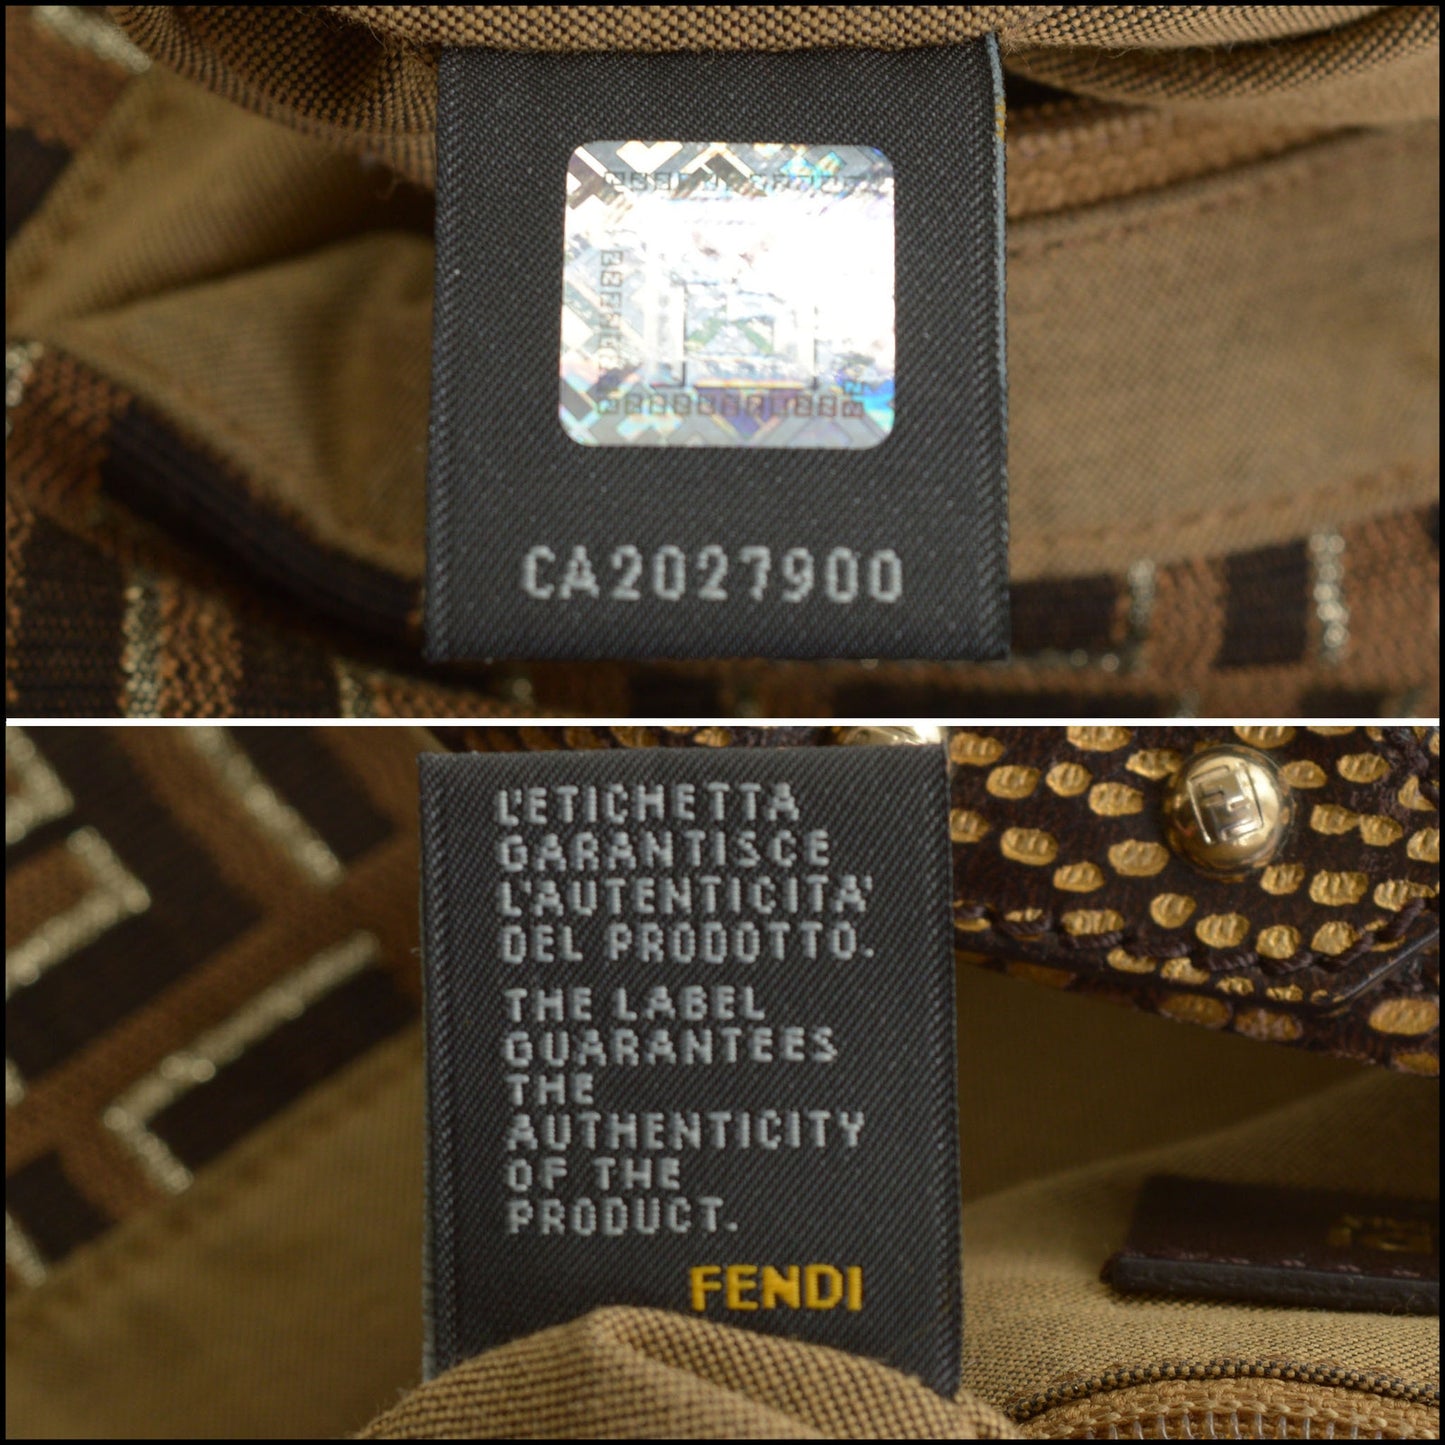 CA2027900
L'ETICHETTA
GARANTISCE
L'AUTENTICITA'
DEL PRODOTTO.
THE LABEL
GUARANTEES
THE
AUTHENTICITY
OF THE
PRODUCT.
FENDI